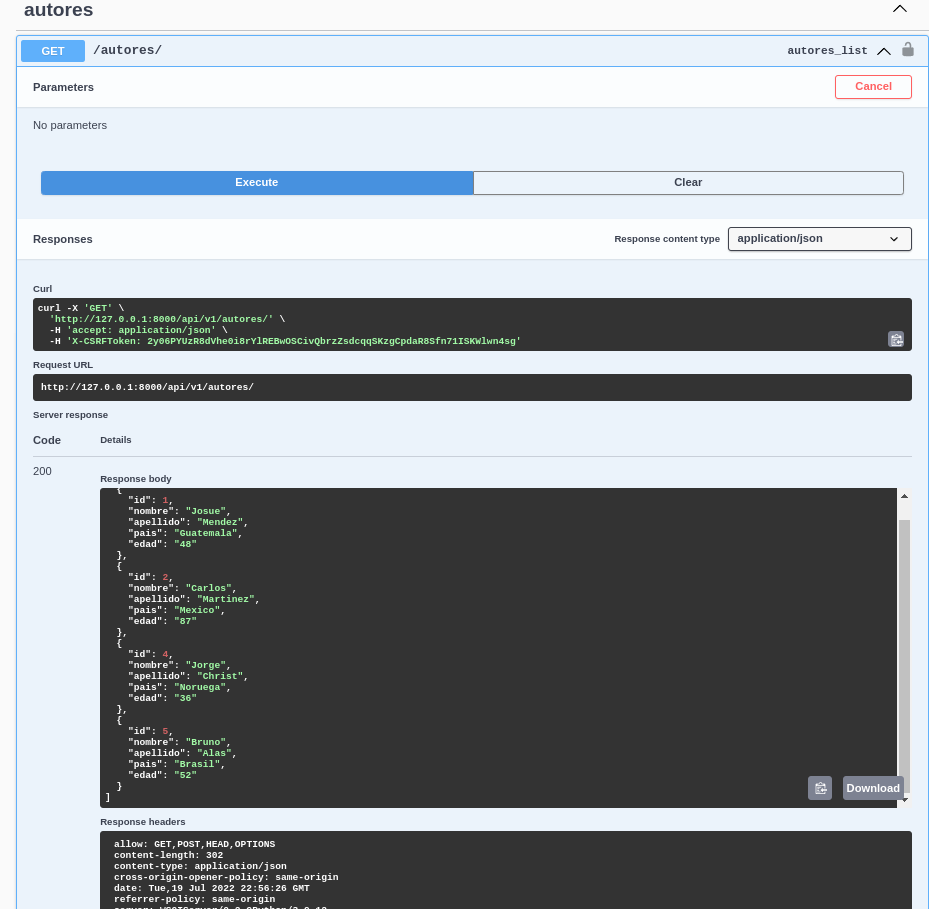 autores
GET /autores/ autores_list
Parameters Cancel
No parameters
Execute Clear
Responses Response content type application/json
Curl
curl -X 'GET' \
'http://127.0.0.1:8000/api/v1/autores/' \
-H 'accept: application/json' \
-H 'X-CSRFToken: 2y06PYUzR8dVhe0i8rYlREBwOSCivQbrzZsdcqqSKzgCpdaR8Sfn71ISKWlwn4sg'
Request URL
http://127.0.0.1:8000/api/v1/autores/
Server response
Code Details
200
Response body
{
"id": 1,
"nombre": "Josue",
"apellido": "Mendez",
"pais": "Guatemala",
"edad": "48"
},
{
"id": 2,
"nombre": "Carlos",
"apellido": "Martinez",
"pais": "Mexico",
"edad": "87"
},
{
"id": 4,
"nombre": "Jorge",
"apellido": "Christ",
"pais": "Noruega",
"edad": "36"
},
{
"id": 5,
"nombre": "Bruno",
"apellido": "Alas",
"pais": "Brasil",
"edad": "52"
}
]
Download
Response headers
allow: GET,POST,HEAD,OPTIONS
content-length: 302
content-type: application/json
cross-origin-opener-policy: same-origin
date: Tue,19 Jul 2022 22:56:26 GMT
referrer-policy: same-origin